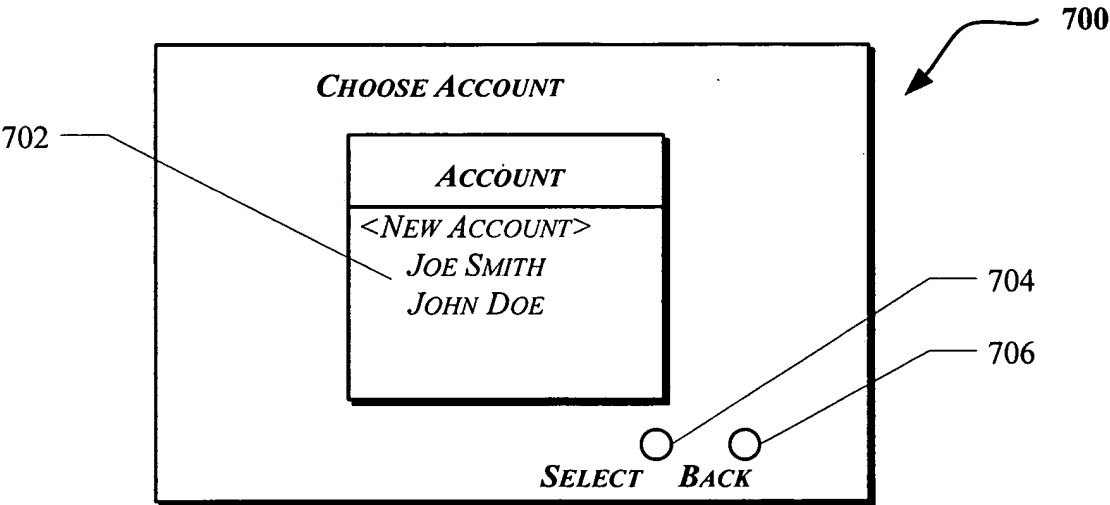 700
CHOOSE ACCOUNT
702
ACCOUNT
<NEW ACCOUNT>
JOE SMITH
JOHN DOE
704
706
SELECT BACK